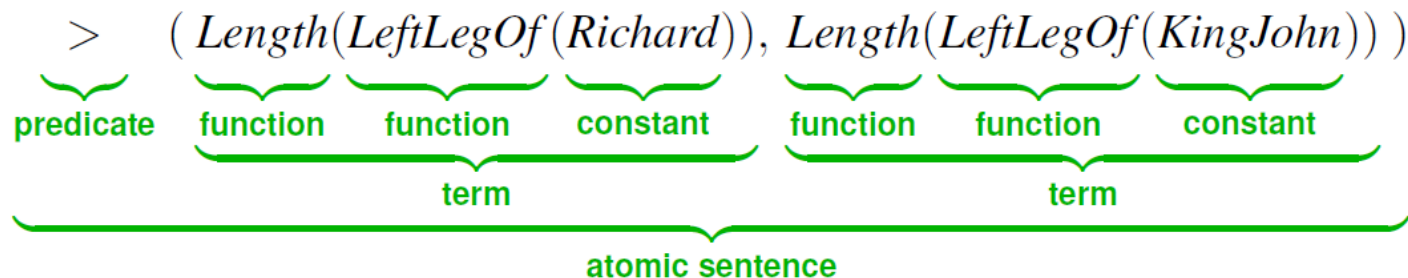 > ( Length(LeftLegOf(Richard)), Length(LeftLegOf(KingJohn)) )
predicate function function constant function function constant
term term
atomic sentence